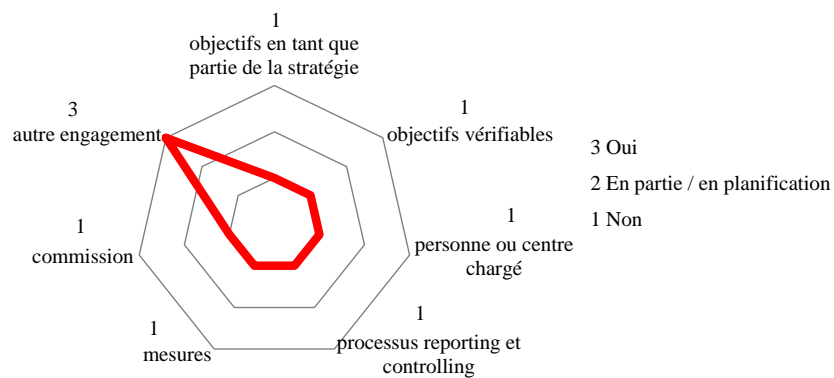 1
objectifs en tant que
partie de la stratégie
1
objectifs vérifiables
1
personne ou centre
chargé
1
processus reporting et
controlling
1
mesures
1
commission
3
autre engagement
3 Oui
2 En partie / en planification
1 Non